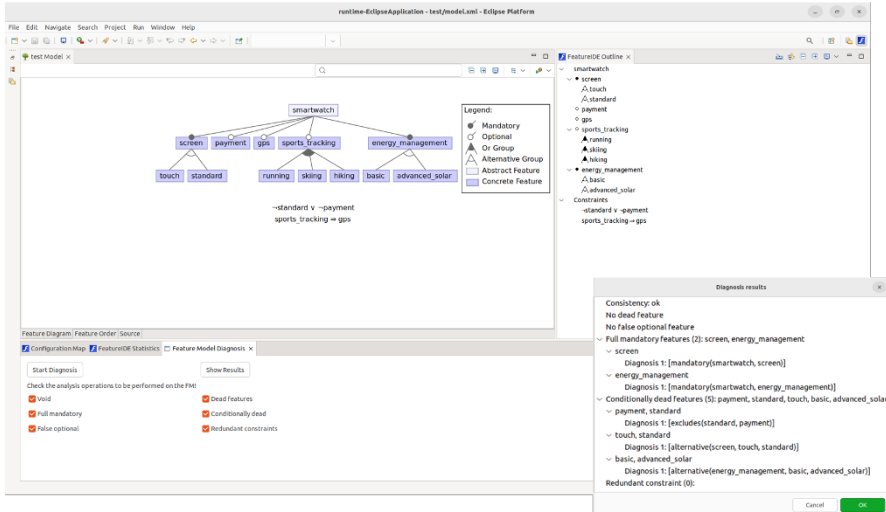 runtime-EclipseApplication - test/model.xml - Eclipse Platform
File Edit Navigate Search Project Run Window Help
test Model
smartwatch
screen payment gps sports_tracking energy_management
touch standard running skiing hiking basic advanced_solar
¬standard ∨ ¬payment
sports_tracking ⇒ gps
Legend:
Mandatory
Optional
Or Group
Alternative Group
Abstract Feature
Concrete Feature
Feature Diagram Feature Order Source
FeatureIDE Outline
smartwatch
screen
touch
standard
payment
gps
sports_tracking
running
skiing
hiking
energy_management
basic
advanced_solar
Constraints
¬standard ∨ ¬payment
sports_tracking ⇒ gps
Configuration Map FeatureIDE Statistics Feature Model Diagnosis
Start Diagnosis Show Results
Check the analysis operations to be performed on the FM!
Void Dead features
Full mandatory Conditionally dead
False optional Redundant constraints
Diagnosis results
Consistency: ok
No dead feature
No false optional feature
Full mandatory features (2): screen, energy_management
screen
Diagnosis 1: [mandatory(smartwatch, screen)]
energy_management
Diagnosis 1: [mandatory(smartwatch, energy_management)]
Conditionally dead features (5): payment, standard, touch, basic, advanced_solar
payment, standard
Diagnosis 1: [excludes(standard, payment)]
touch, standard
Diagnosis 1: [alternative(screen, touch, standard)]
basic, advanced_solar
Diagnosis 1: [alternative(energy_management, basic, advanced_solar)]
Redundant constraint (0):
Cancel OK